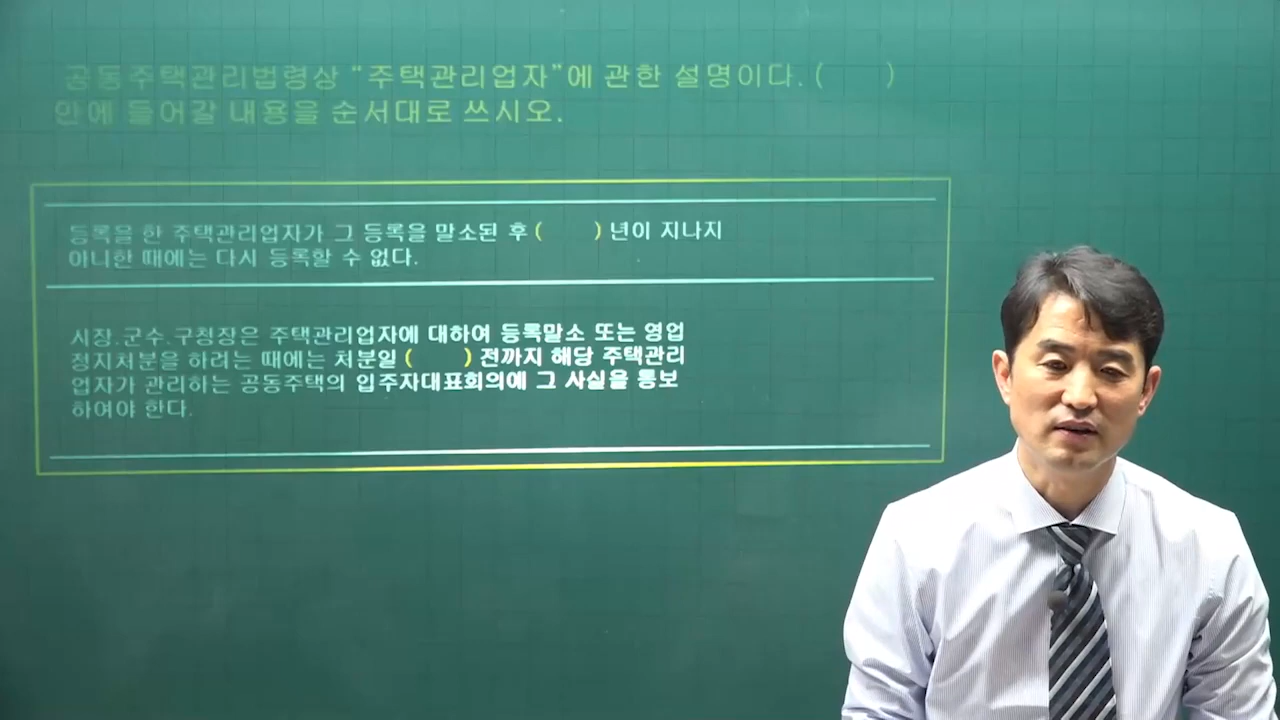 공동주택관리법령상 “주택관리업자”에 관한 설명이다. (    )
안에 들어갈 내용을 순서대로 쓰시오.
등록을 한 주택관리업자가 그 등록을 말소된 후 (    ) 년이 지나지
아니한 때에는 다시 등록할 수 없다.
시장.군수.구청장은 주택관리업자에 대하여 등록말소 또는 영업
정지처분을 하려는 때에는 처분일 (    ) 전까지 해당 주택관리
업자가 관리하는 공동주택의 입주자대표회의에 그 사실을 통보
하여야 한다.